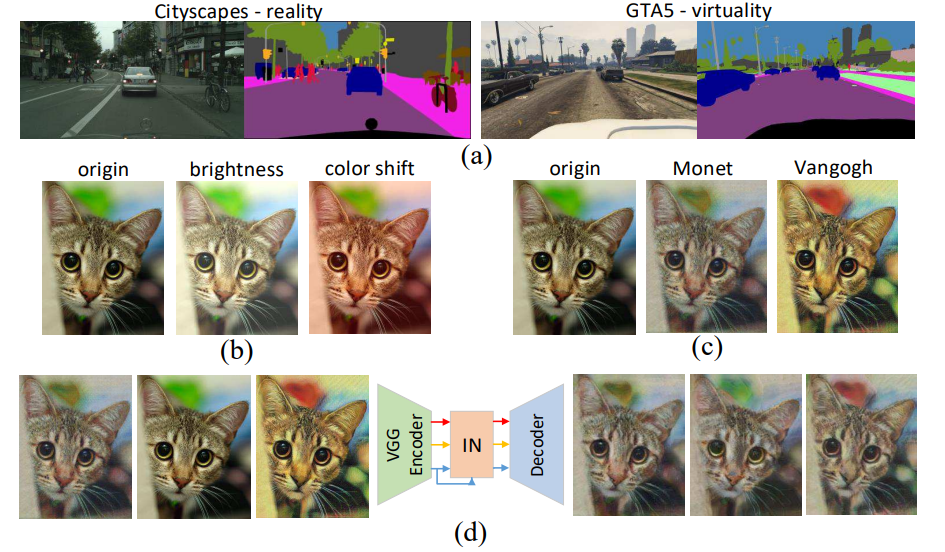 Cityscapes - reality
GTA5 - virtuality
(a)
origin
brightness
color shift
origin
Monet
Vangogh
(b)
(c)
VGG
Encoder
IN
Decoder
(d)